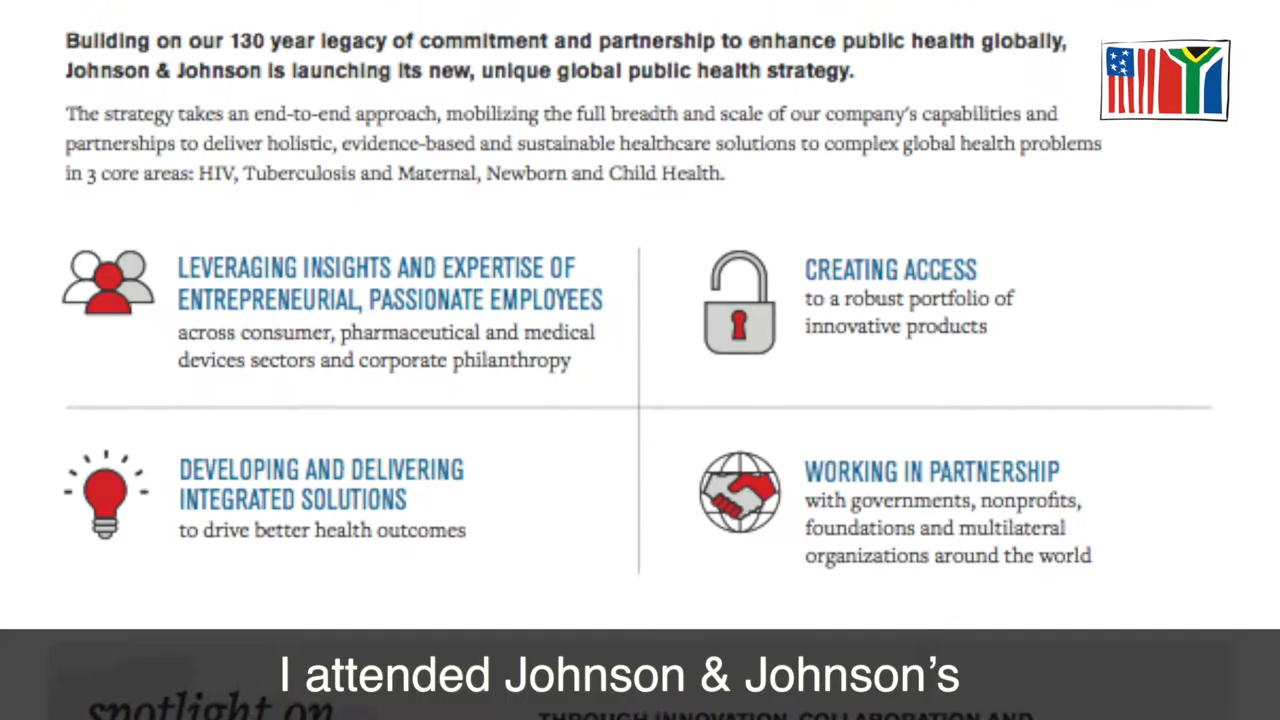 Building on our 130 year legacy of commitment and partnership to enhance public health globally,
Johnson & Johnson is launching its new, unique global public health strategy.
The strategy takes an end-to-end approach, mobilizing the full breadth and scale of our company's capabilities and
partnerships to deliver holistic, evidence-based and sustainable healthcare solutions to complex global health problems
in 3 core areas: HIV, Tuberculosis and Maternal, Newborn and Child Health.
LEVERAGING INSIGHTS AND EXPERTISE OF
ENTREPRENEURIAL, PASSIONATE EMPLOYEES
across consumer, pharmaceutical and medical
devices sectors and corporate philanthropy
CREATING ACCESS
to a robust portfolio of
innovative products
DEVELOPING AND DELIVERING
INTEGRATED SOLUTIONS
to drive better health outcomes
WORKING IN PARTNERSHIP
with governments, nonprofits,
foundations and multilateral
organizations around the world
I attended Johnson & Johnson’s
spotlight on
THROUGH INNOVATION, COLLABORATION AND